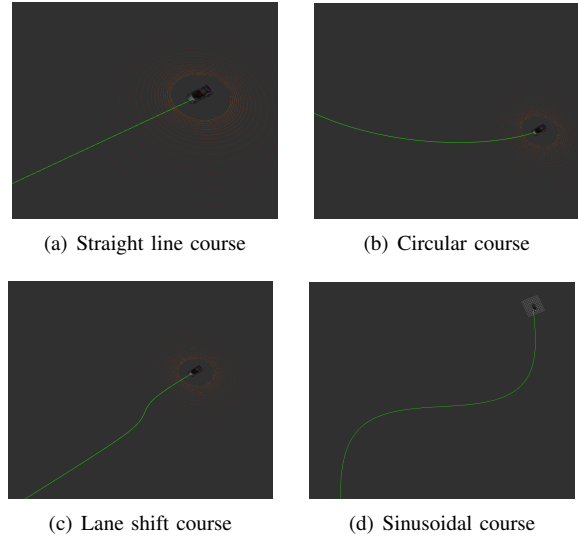 (a) Straight line course
(b) Circular course
(c) Lane shift course
(d) Sinusoidal course